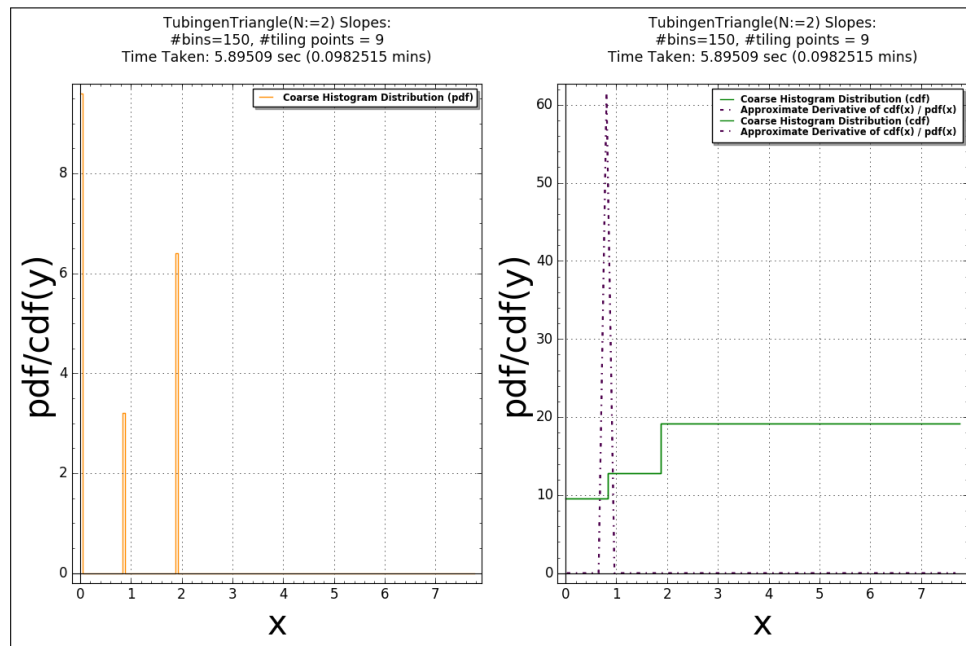 TubingenTriangle(N:=2) Slopes:
#bins=150, #tiling points = 9
Time Taken: 5.89509 sec (0.0982515 mins)
Coarse Histogram Distribution (pdf)
8
6
4
2
0
0 1 2 3 4 5 6 7
pdf/cdf(y)
x
TubingenTriangle(N:=2) Slopes:
#bins=150, #tiling points = 9
Time Taken: 5.89509 sec (0.0982515 mins)
Coarse Histogram Distribution (cdf)
Approximate Derivative of cdf(x) / pdf(x)
Coarse Histogram Distribution (cdf)
Approximate Derivative of cdf(x) / pdf(x)
60
50
40
30
20
10
0
0 1 2 3 4 5 6 7
pdf/cdf(y)
x